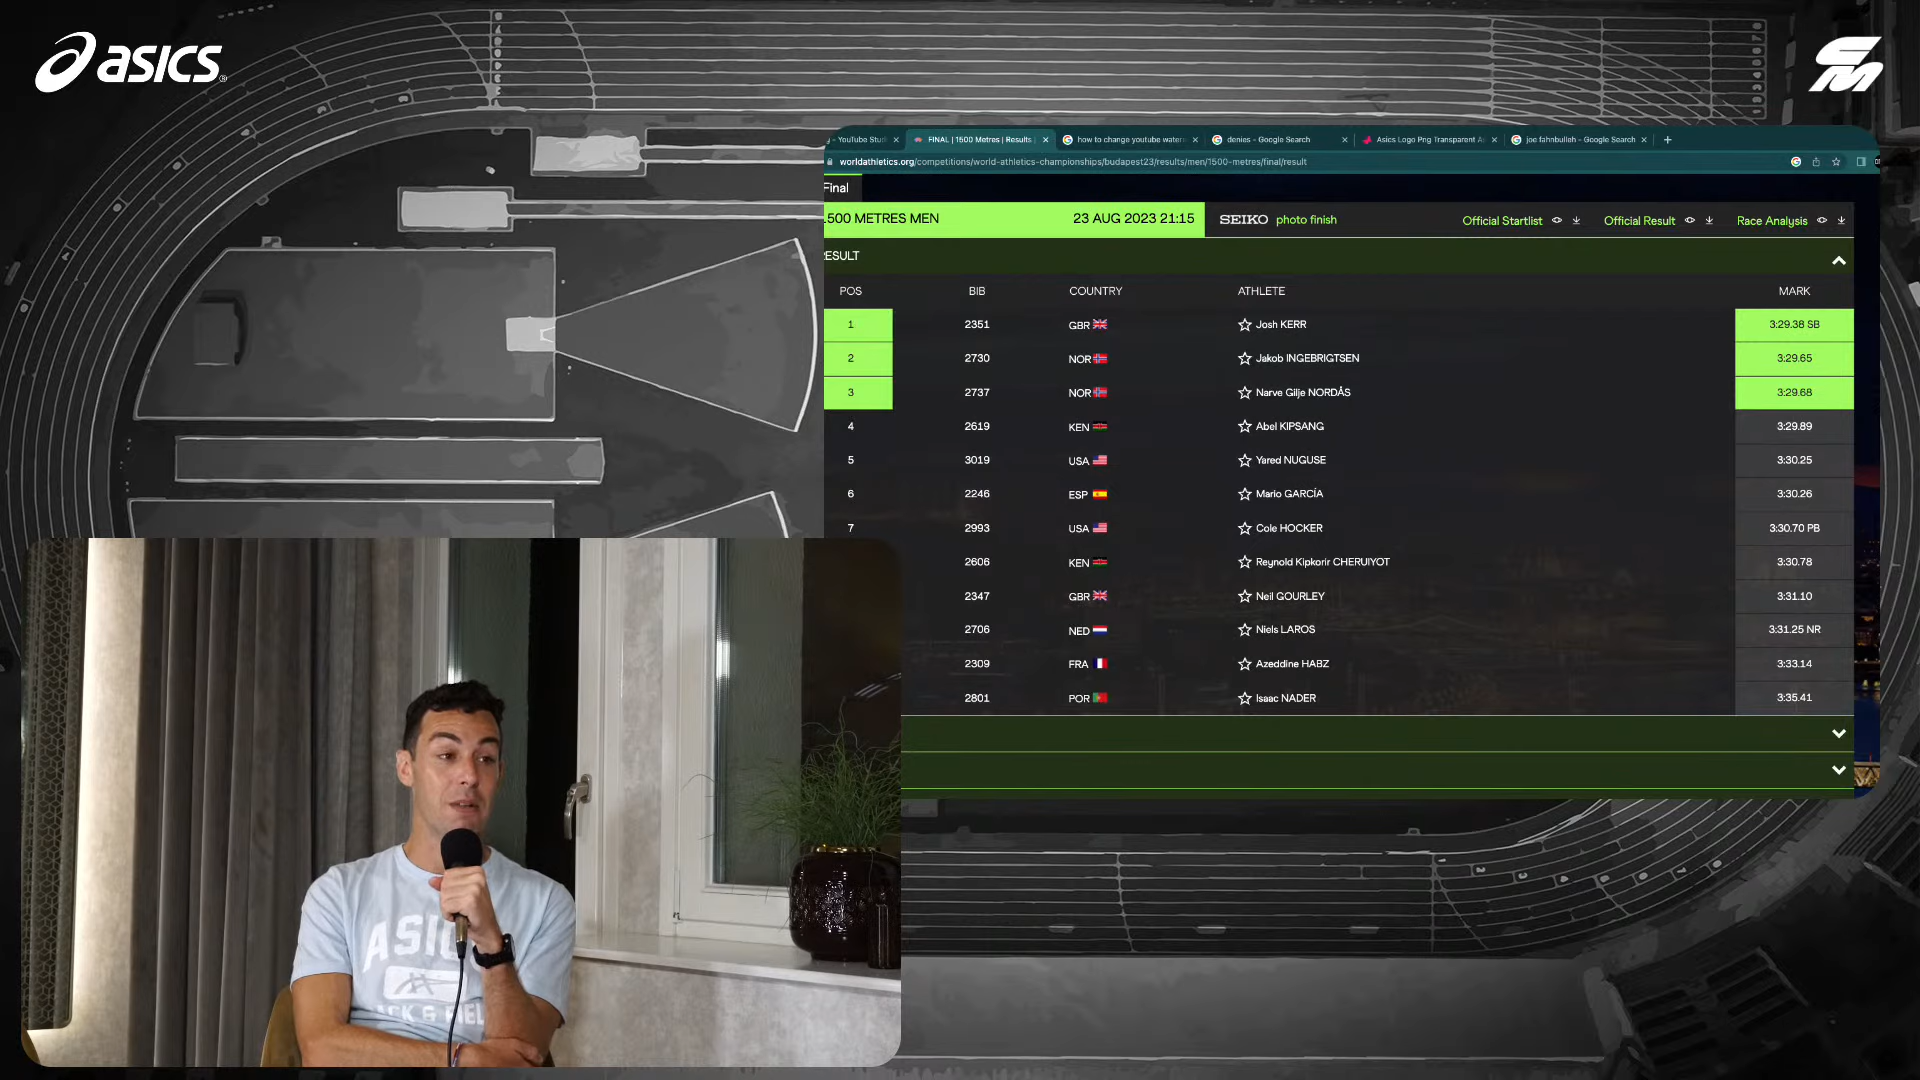 asics
SM
- YouTube Stud
FINAL | 1500 Metres | Results |
how to change youtube water
denies - Google Search
Asics Logo Png Transparent A
joe fahnbulleh - Google Search
worldathletics.org/competitions/world-athletics-championships/budapest23/results/men/1500-metres/final/result
Final
1500 METRES MEN 23 AUG 2023 21:15 SEIKO photo finish Official Startlist Official Result Race Analysis
RESULT
POS BIB COUNTRY ATHLETE MARK
1 2351 GBR Josh KERR 3:29.38 SB
2 2730 NOR Jakob INGEBRIGTSEN 3:29.65
3 2737 NOR Narve Gilje NORDÅS 3:29.68
4 2619 KEN Abel KIPSANG 3:29.89
5 3019 USA Yared NUGUSE 3:30.25
6 2246 ESP Mario GARCÍA 3:30.26
7 2993 USA Cole HOCKER 3:30.70 PB
2606 KEN Reynold Kipkorir CHERUIYOT 3:30.78
2347 GBR Neil GOURLEY 3:31.10
2706 NED Niels LAROS 3:31.25 NR
2309 FRA Azeddine HABZ 3:33.14
2801 POR Isaac NADER 3:35.41
ASIC
ACK & FIEL